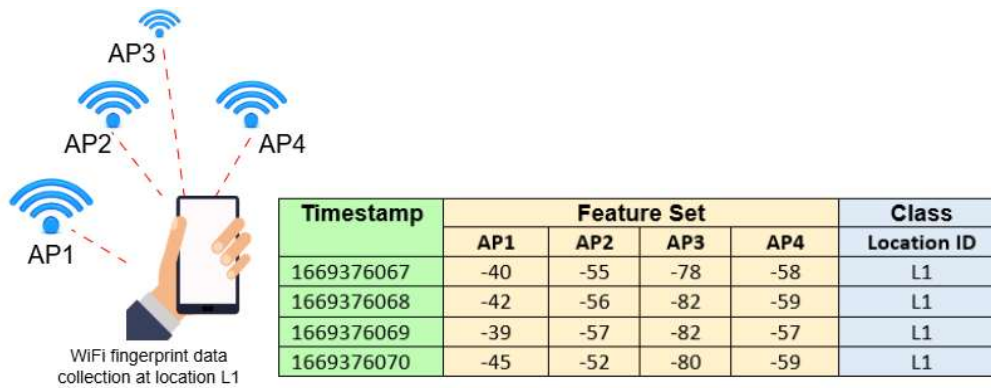 AP3
AP2
AP4
AP1
WiFi fingerprint data
collection at location L1
Timestamp Feature Set Class
AP1 AP2 AP3 AP4 Location ID
1669376067 -40 -55 -78 -58 L1
1669376068 -42 -56 -82 -59 L1
1669376069 -39 -57 -82 -57 L1
1669376070 -45 -52 -80 -59 L1